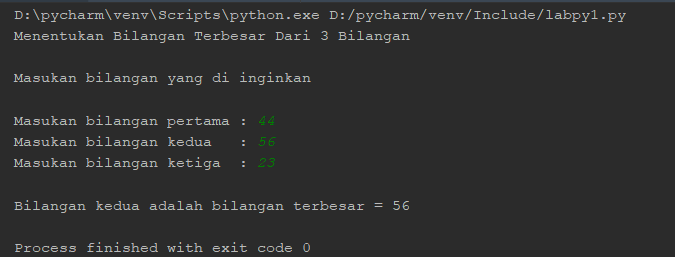 D:\pycharm\venv\Scripts\python.exe D:/pycharm/venv/Include/labpy1.py
Menentukan Bilangan Terbesar Dari 3 Bilangan
Masukan bilangan yang di inginkan
Masukan bilangan pertama : 44
Masukan bilangan kedua   : 56
Masukan bilangan ketiga  : 23
Bilangan kedua adalah bilangan terbesar = 56
Process finished with exit code 0